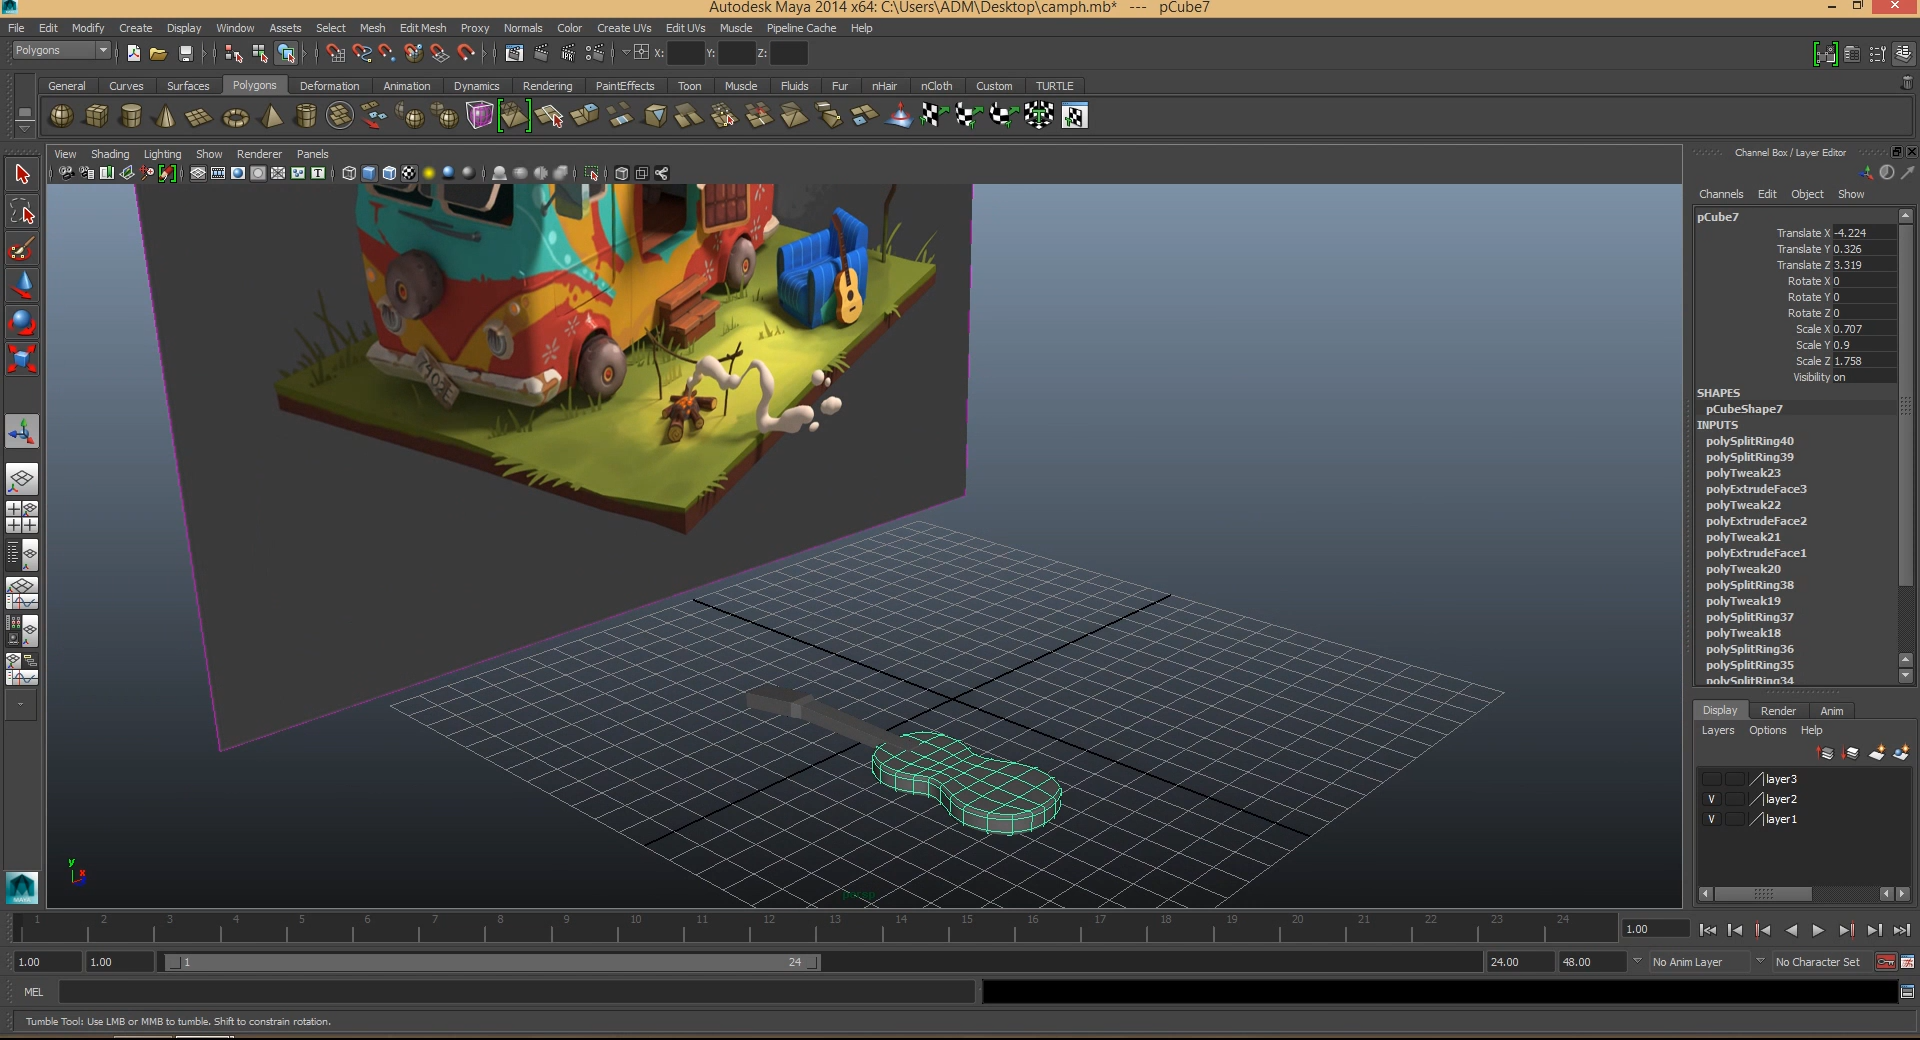 Autodesk Maya 2014 x64: C:\Users\ADM\Desktop\camph.mb* --- pCube7
File Edit Modify Create Display Window Assets Select Mesh Edit Mesh Proxy Normals Color Create UVs Edit UVs Muscle Pipeline Cache Help
Polygons X: Y: Z:
General Curves Surfaces Polygons Deformation Animation Dynamics Rendering PaintEffects Toon Muscle Fluids Fur nHair nCloth Custom TURTLE
View Shading Lighting Show Renderer Panels
Channel Box / Layer Editor
Channels Edit Object Show
pCube7
Translate X -4.224
Translate Y 0.326
Translate Z 3.319
Rotate X 0
Rotate Y 0
Rotate Z 0
Scale X 0.707
Scale Y 0.9
Scale Z 1.758
Visibility on
SHAPES
pCubeShape7
INPUTS
polySplitRing40
polySplitRing39
polyTweak23
polyExtrudeFace3
polyTweak22
polyExtrudeFace2
polyTweak21
polyExtrudeFace1
polyTweak20
polySplitRing38
polyTweak19
polySplitRing37
polyTweak18
polySplitRing36
polySplitRing35
polySplitRing34
Display Render Anim
Layers Options Help
layer3
V layer2
V layer1
y
x
persp
1 2 3 4 5 6 7 8 9 10 11 12 13 14 15 16 17 18 19 20 21 22 23 24 1.00
1.00 1.00 1 24 24.00 48.00 No Anim Layer No Character Set
MEL
Tumble Tool: Use LMB or MMB to tumble. Shift to constrain rotation.